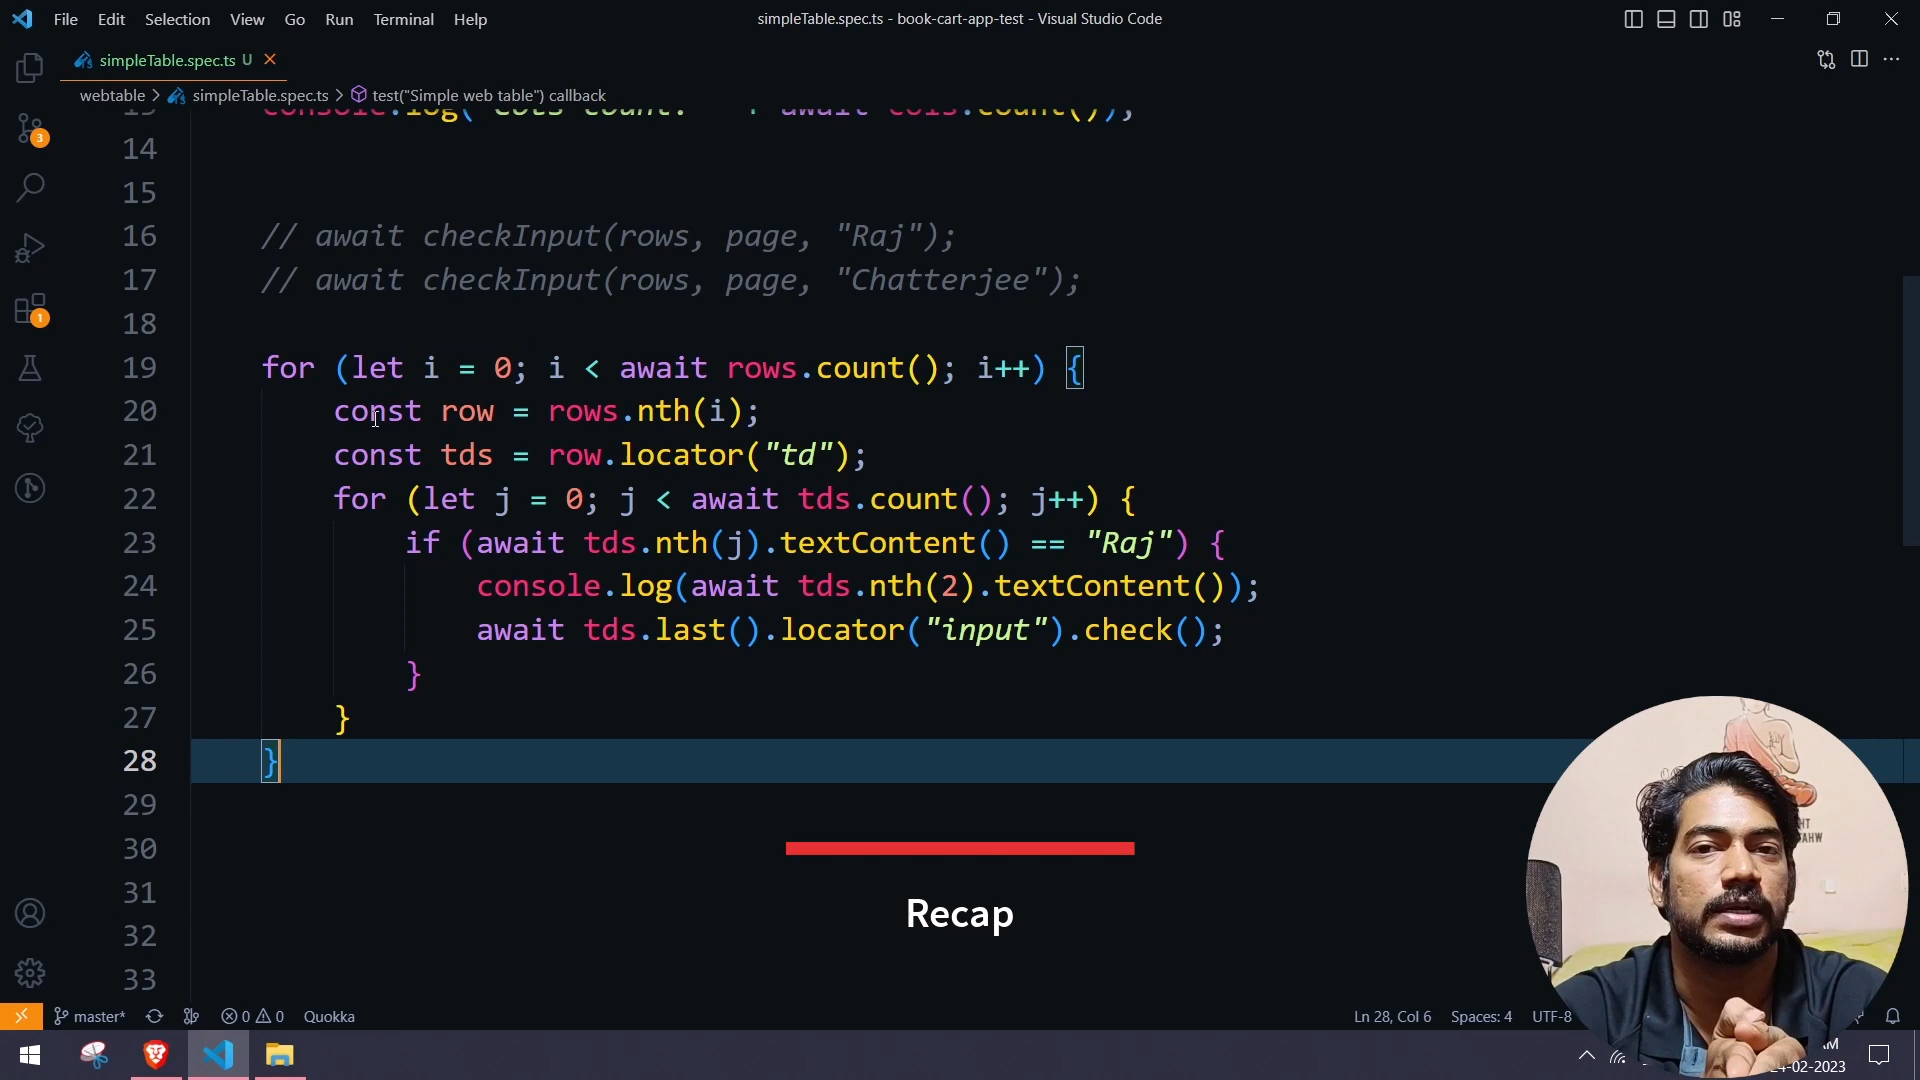 File Edit Selection View Go Run Terminal Help
simpleTable.spec.ts - book-cart-app-test - Visual Studio Code
simpleTable.spec.ts U
webtable > simpleTable.spec.ts > test("Simple web table") callback
14
15
16 // await checkInput(rows, page, "Raj");
17 // await checkInput(rows, page, "Chatterjee");
18
19 for (let i = 0; i < await rows.count(); i++) {
20 const row = rows.nth(i);
21 const tds = row.locator("td");
22 for (let j = 0; j < await tds.count(); j++) {
23 if (await tds.nth(j).textContent() == "Raj") {
24 console.log(await tds.nth(2).textContent());
25 await tds.last().locator("input").check();
26 }
27 }
28 }
29
30
31
32
33
3
1
Recap
master* 0 0 Quokka
Ln 28, Col 6 Spaces: 4 UTF-8